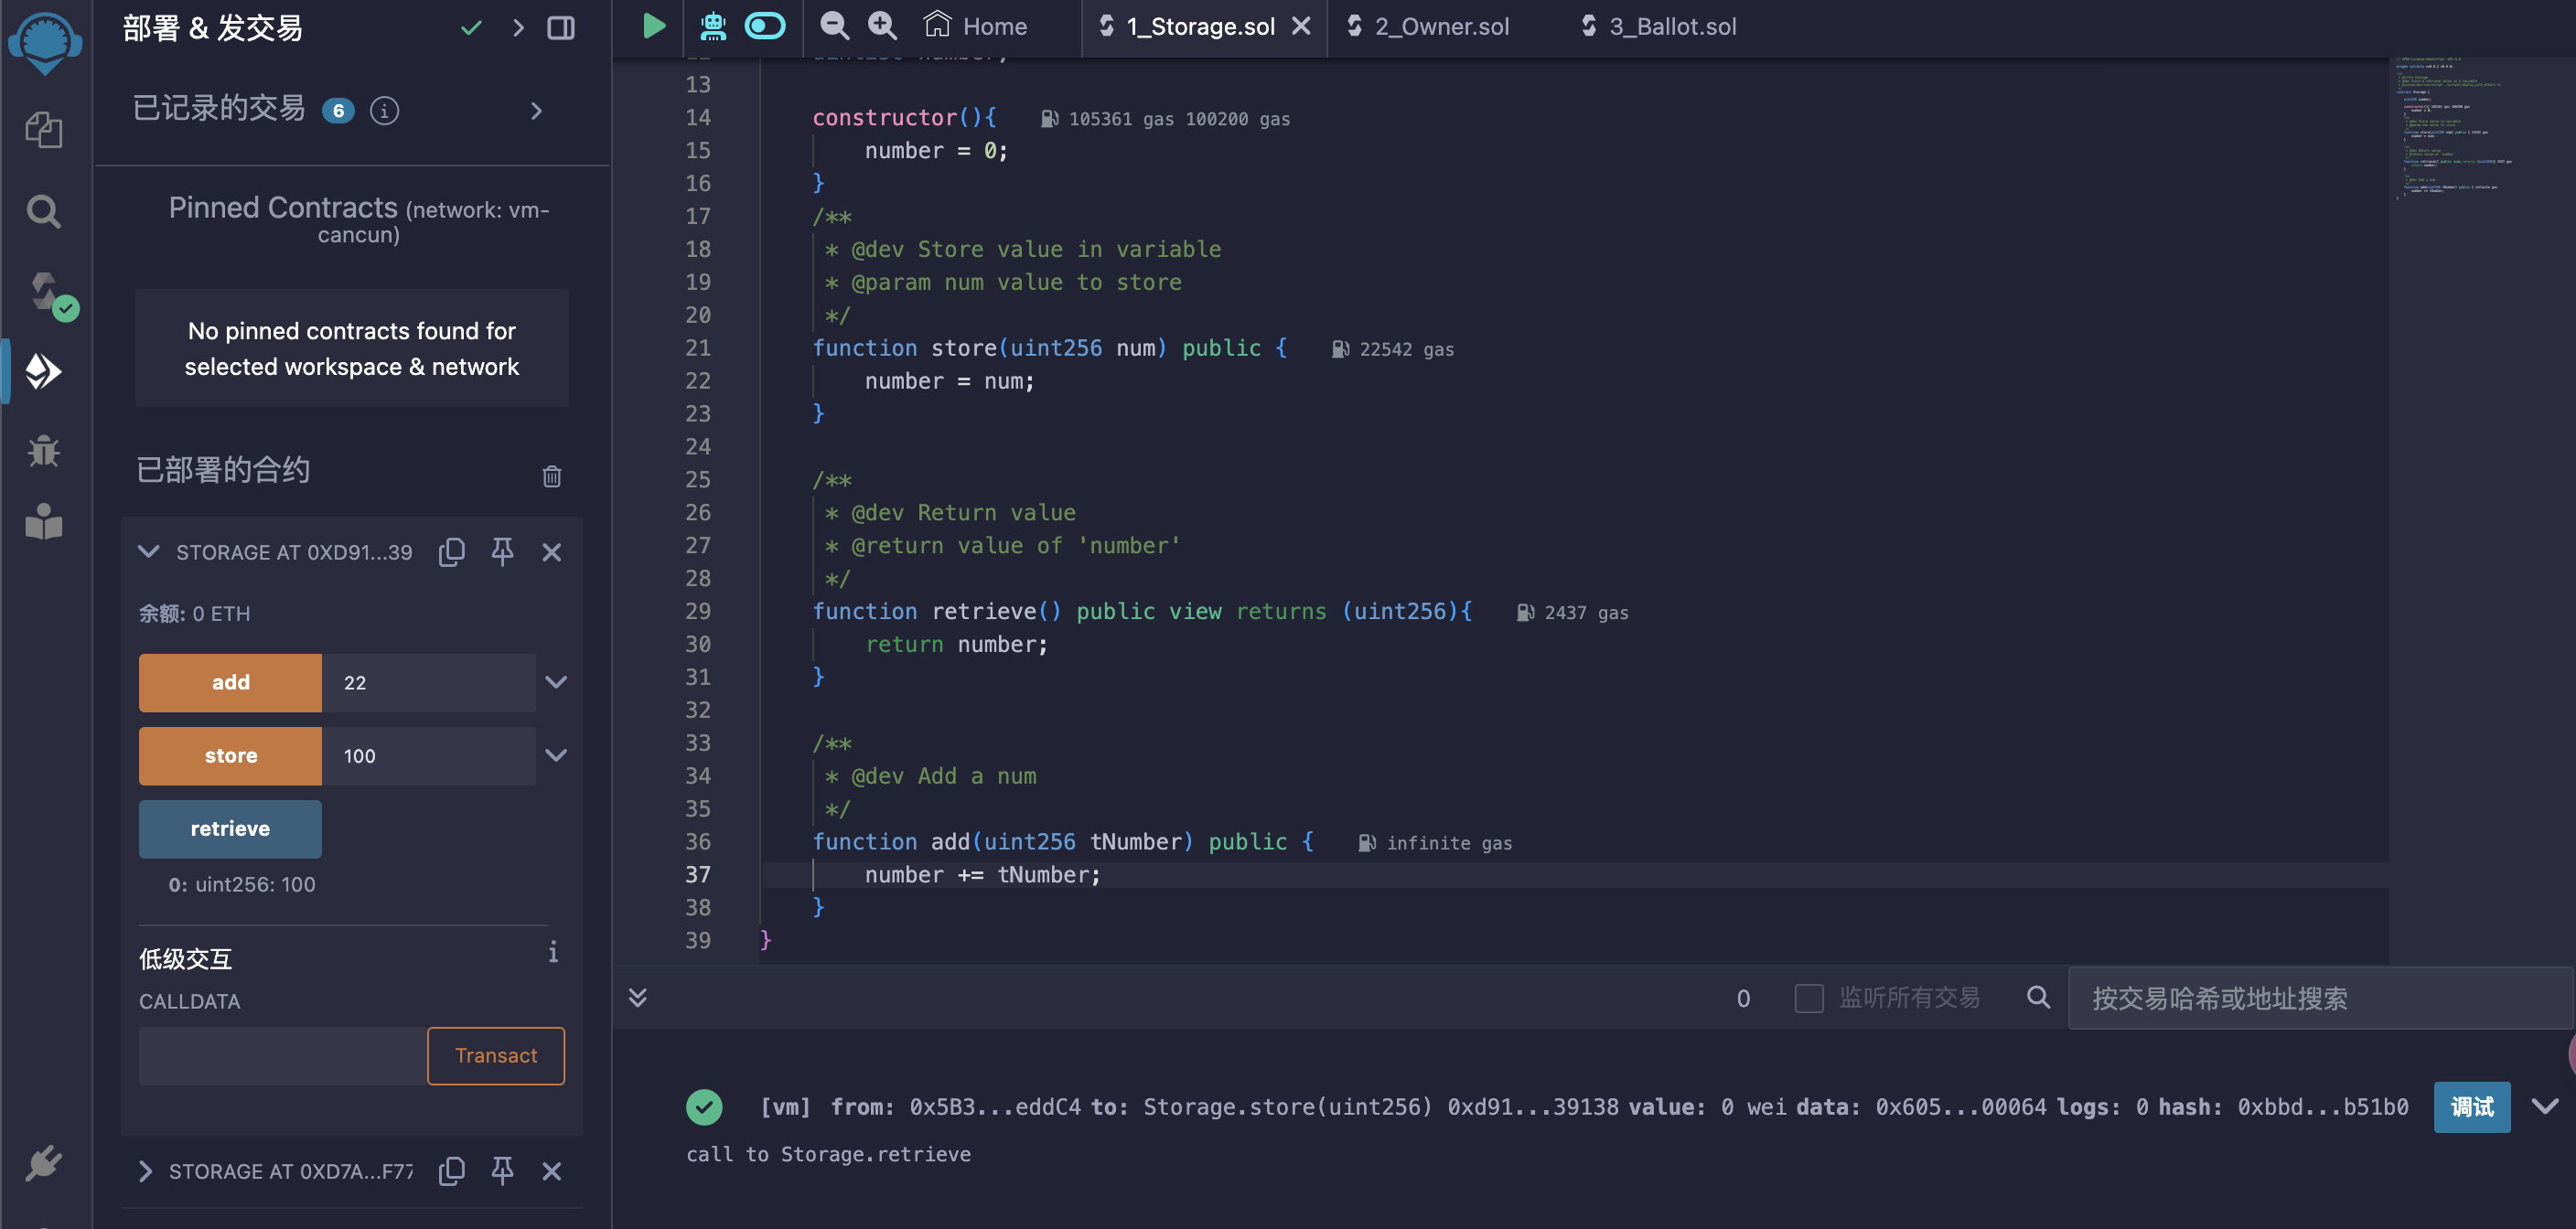 部署 & 发交易
已记录的交易 6
Pinned Contracts (network: vm-
cancun)
No pinned contracts found for
selected workspace & network
已部署的合约
STORAGE AT 0XD91...39
余额: 0 ETH
add 22
store 100
retrieve
0: uint256: 100
低级交互
CALLDATA
Transact
STORAGE AT 0XD7A...F77
Home 1_Storage.sol 2_Owner.sol 3_Ballot.sol
13
14 constructor(){ 105361 gas 100200 gas
15 number = 0;
16 }
17 /**
18 * @dev Store value in variable
19 * @param num value to store
20 */
21 function store(uint256 num) public { 22542 gas
22 number = num;
23 }
24
25 /**
26 * @dev Return value
27 * @return value of 'number'
28 */
29 function retrieve() public view returns (uint256){ 2437 gas
30 return number;
31 }
32
33 /**
34 * @dev Add a num
35 */
36 function add(uint256 tNumber) public { infinite gas
37 number += tNumber;
38 }
39 }
0 监听所有交易 按交易哈希或地址搜索
[vm] from: 0x5B3...eddC4 to: Storage.store(uint256) 0xd91...39138 value: 0 wei data: 0x605...00064 logs: 0 hash: 0xbbd...b51b0 调试
call to Storage.retrieve